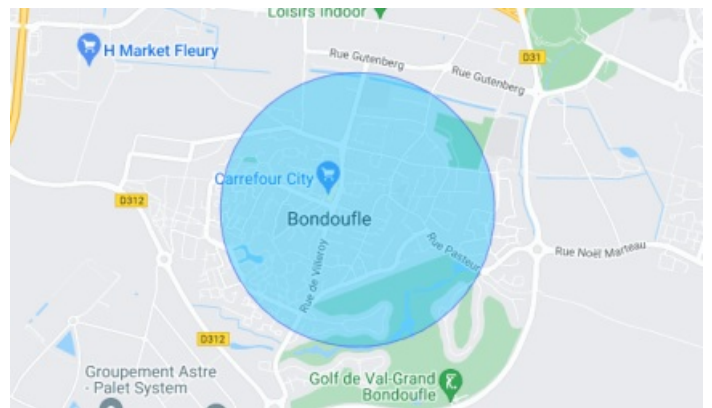 Loisirs Indoor
H Market Fleury
Rue Gutenberg
Rue Gutenberg
D31
Carrefour City
D312
Bondoufle
Rue Pasteur
Rue Noël Marteau
Rue de Villeroy
D312
Groupement Astre
- Palet System
Golf de Val-Grand
Bondoufle